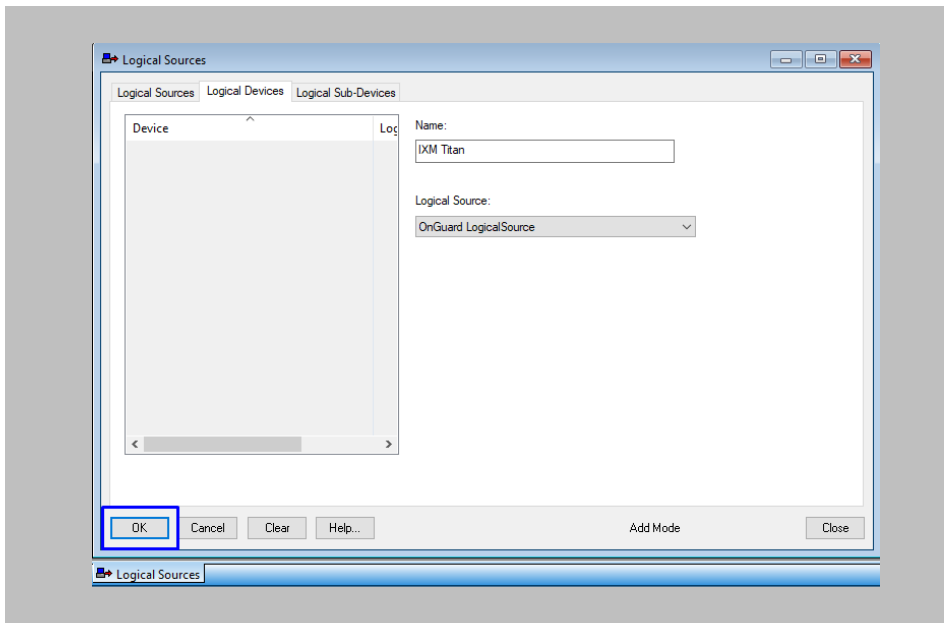 Logical Sources
Logical Sources Logical Devices Logical Sub-Devices
Device Log
Name:
IXM Titan
Logical Source:
OnGuard LogicalSource
OK Cancel Clear Help... Add Mode Close
Logical Sources